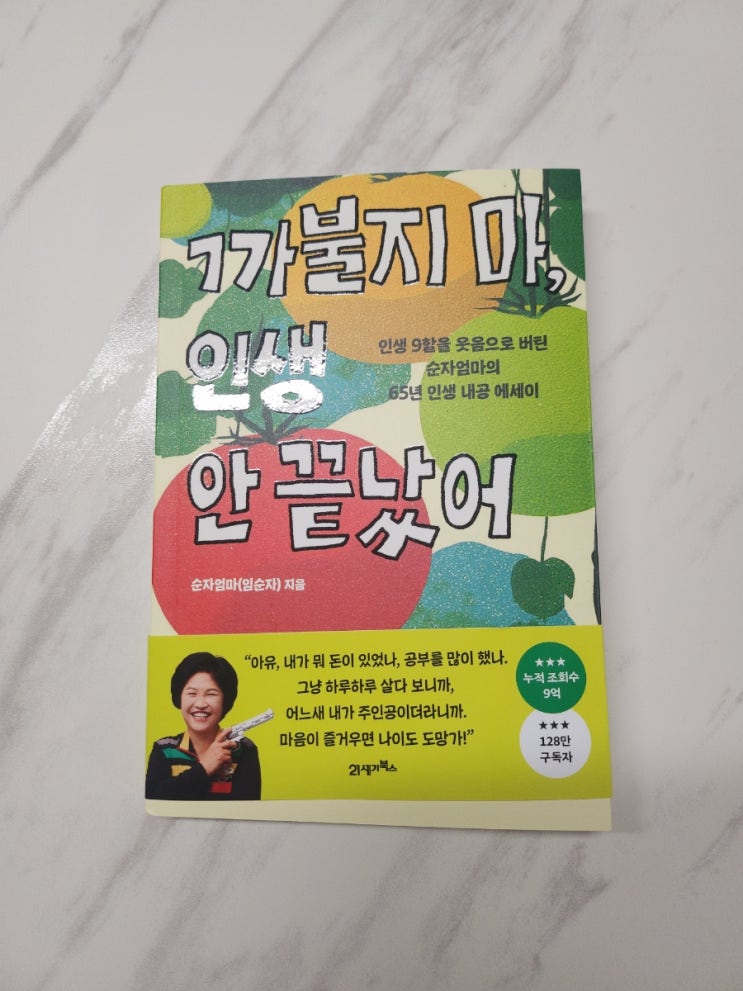 까불지 마,
인생
안 끝났어
인생 9할을 웃음으로 버틴
순자엄마의
65년 인생 내공 에세이
순자엄마(임순자) 지음
“아유, 내가 뭐 돈이 있었나, 공부를 많이 했나.
그냥 하루하루 살다 보니까,
어느새 내가 주인공이더라니까.
마음이 즐거우면 나이도 도망가!”
21세기북스
★★★
누적 조회수
9억
★★★
128만
구독자